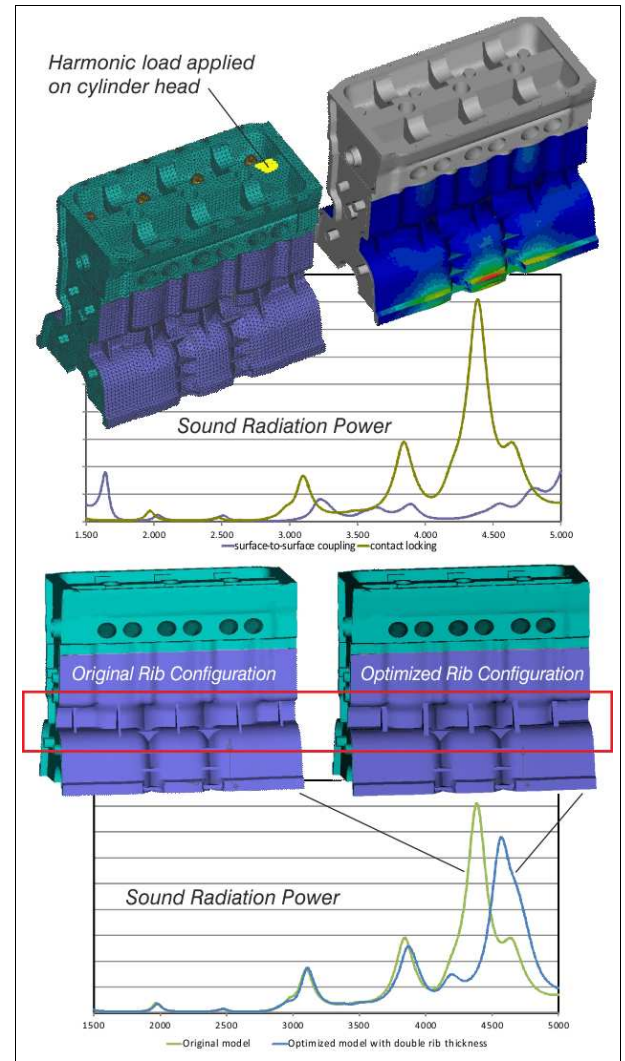 Harmonic load applied
on cylinder head
Sound Radiation Power
1.500 2.000 2.500 3.000 3.500 4.000 4.500 5.000
surface-to-surface coupling contact locking
Original Rib Configuration Optimized Rib Configuration
Sound Radiation Power
1500 2000 2500 3000 3500 4000 4500 5000
Original model Optimized model with double rib thickness